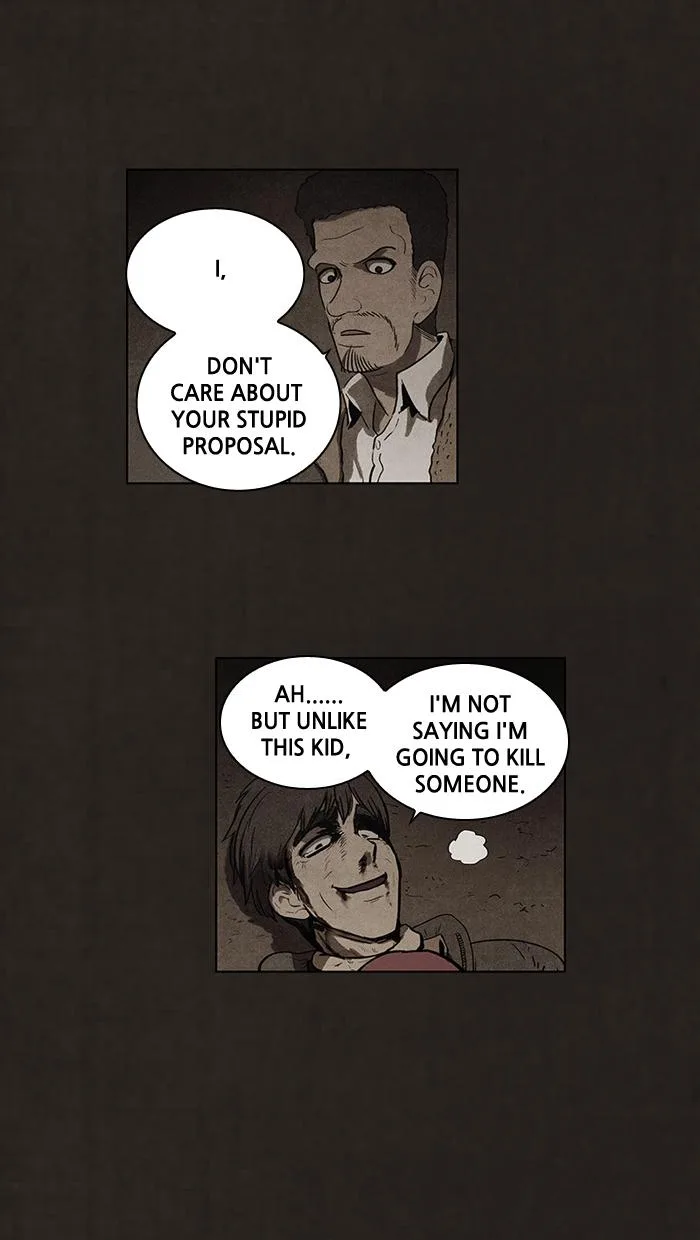 I,
DON'T
CARE ABOUT
YOUR STUPID
PROPOSAL.
AH......
BUT UNLIKE
THIS KID,
I'M NOT
SAYING I'M
GOING TO KILL
SOMEONE.